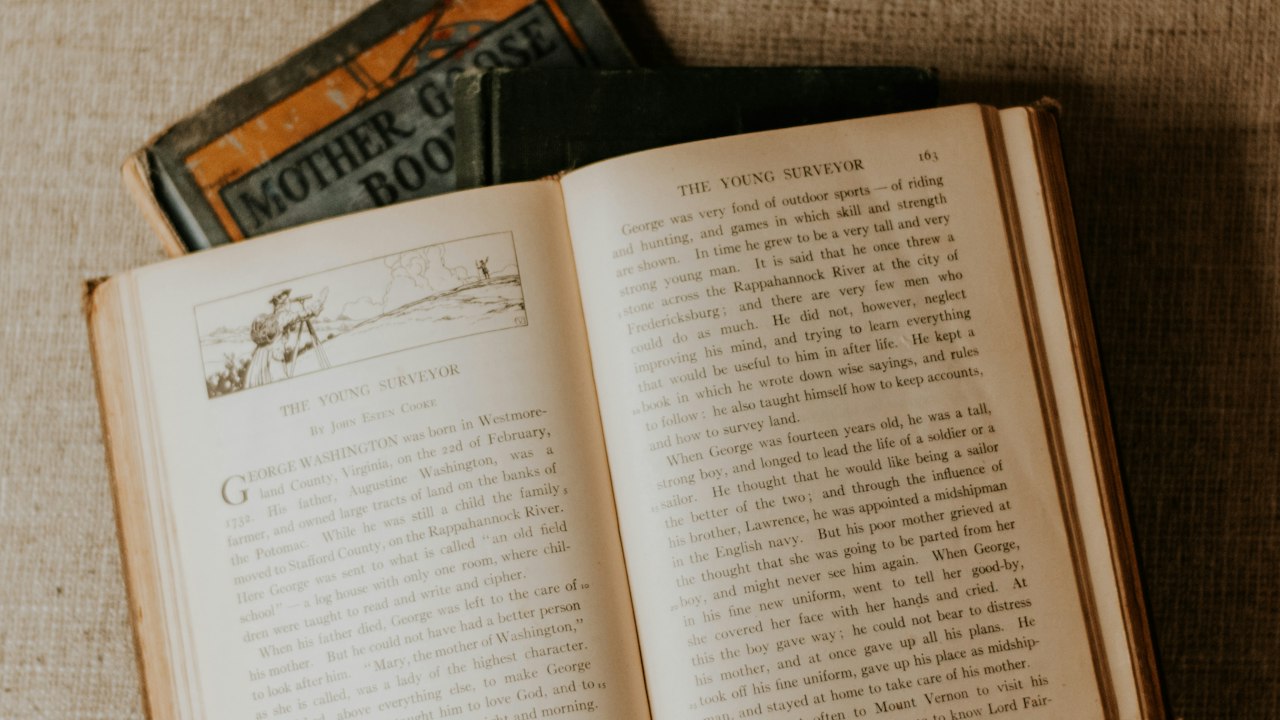 MOTHER GOOSE
BOO
THE YOUNG SURVEYOR
BY JOHN ESTEN COOKE
GEORGE WASHINGTON was born in Westmore-
land County, Virginia, on the 22d of February,
1732. His father, Augustine Washington, was a
farmer, and owned large tracts of land on the banks of
the Potomac. While he was still a child the family 5
moved to Stafford County, on the Rappahannock River.
Here George was sent to what is called "an old field
school" — a log house with only one room, where chil-
dren were taught to read and write and cipher.
When his father died, George was left to the care of 10
his mother. But he could not have had a better person
to look after him. "Mary, the mother of Washington,"
as she is called, was a lady of the highest character.
above everything else, to make George
taught him to love God, and to 15
night and morning.
THE YOUNG SURVEYOR 163
George was very fond of outdoor sports — of riding
and hunting, and games in which skill and strength
are shown. In time he grew to be a very tall and very
strong young man. It is said that he once threw a
5 stone across the Rappahannock River at the city of
Fredericksburg; and there are very few men who
could do as much. He did not, however, neglect
improving his mind, and trying to learn everything
that would be useful to him in after life. He kept a
10 book in which he wrote down wise sayings, and rules
to follow; he also taught himself how to keep accounts,
and how to survey land.
When George was fourteen years old, he was a tall,
strong boy, and longed to lead the life of a soldier or a
15 sailor. He thought that he would like being a sailor
the better of the two; and through the influence of
his brother, Lawrence, he was appointed a midshipman
in the English navy. But his poor mother grieved at
the thought that she was going to be parted from her
20 boy, and might never see him again. When George,
in his fine new uniform, went to tell her good-by,
she covered her face with her hands and cried. At
this the boy gave way; he could not bear to distress
his mother, and at once gave up all his plans. He
25 took off his fine uniform, gave up his place as midship-
man, and stayed at home to take care of his mother.
often to Mount Vernon to visit his
to know Lord Fair-